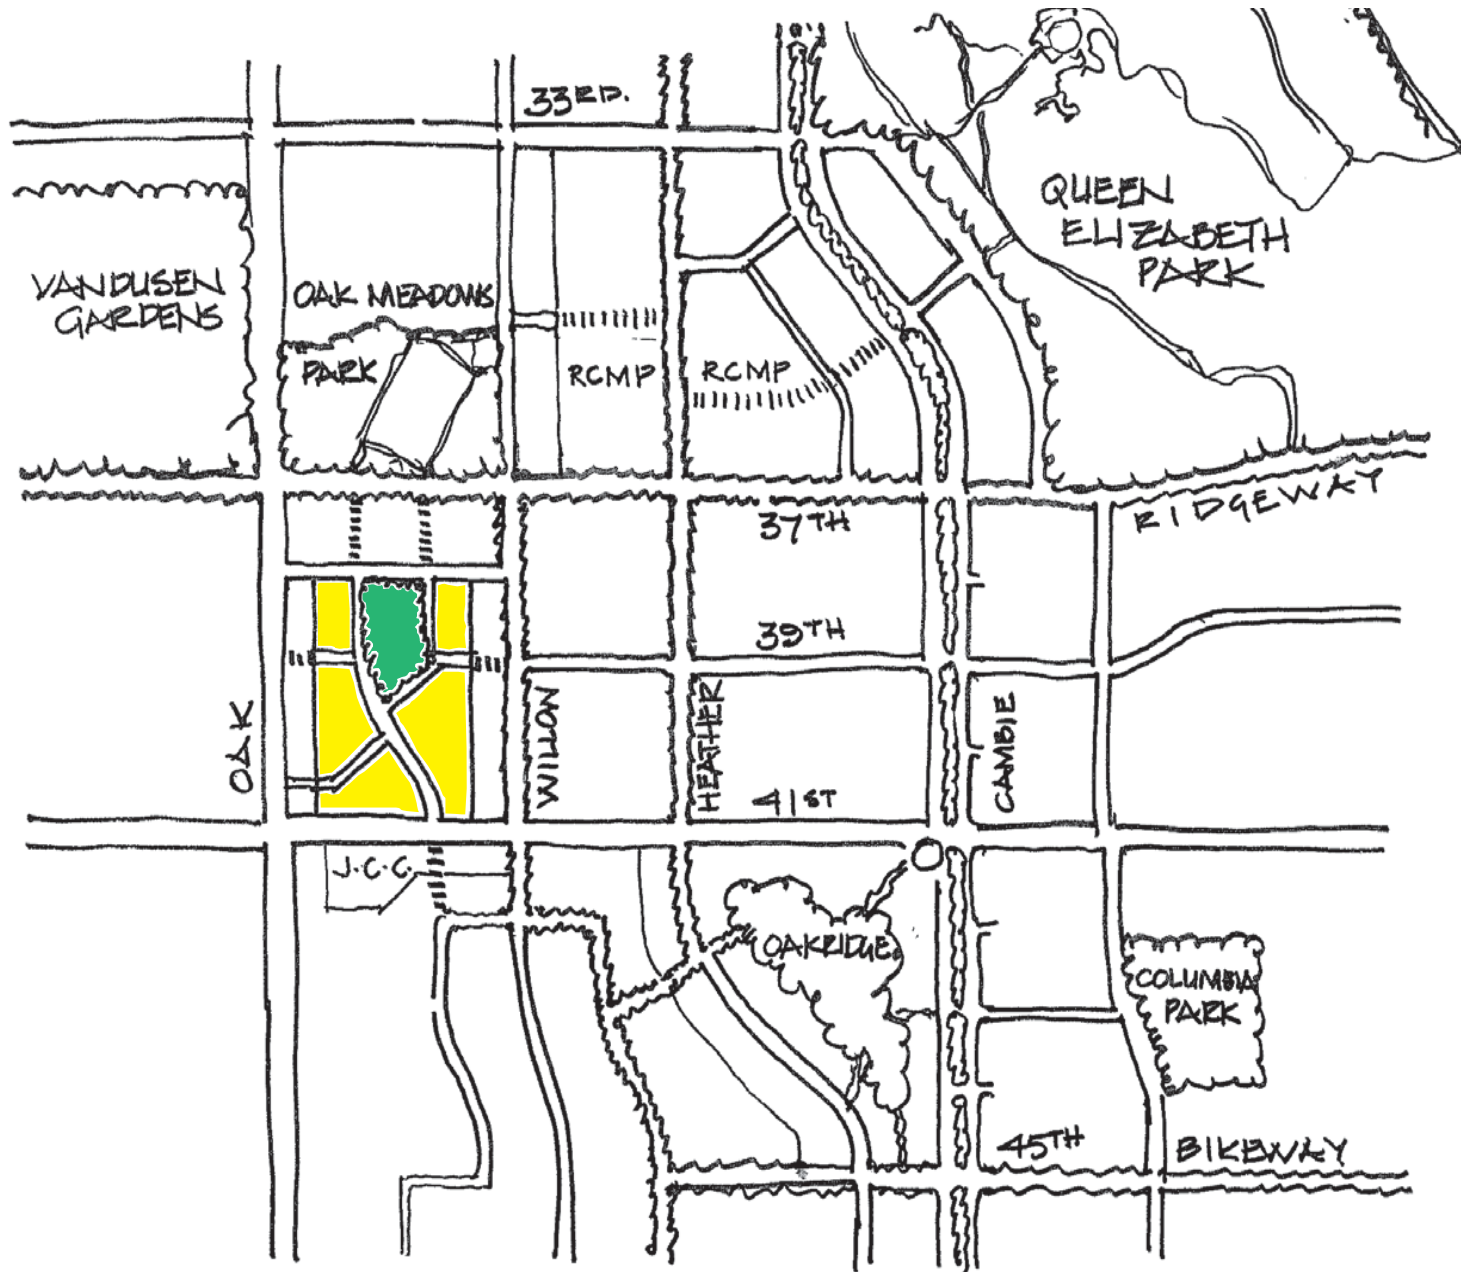 33RD.
QUEEN
ELIZABETH
PARK
VANDUSEN
GARDENS
OAK MEADOWS
PARK
RCMP
RCMP
RIDGEWAY
37TH
39TH
OAK
WILLOW
HEATHER
CAMBIE
41ST
J.C.C.
OAKRIDGE
COLUMBIA
PARK
45TH
BIKEWAY